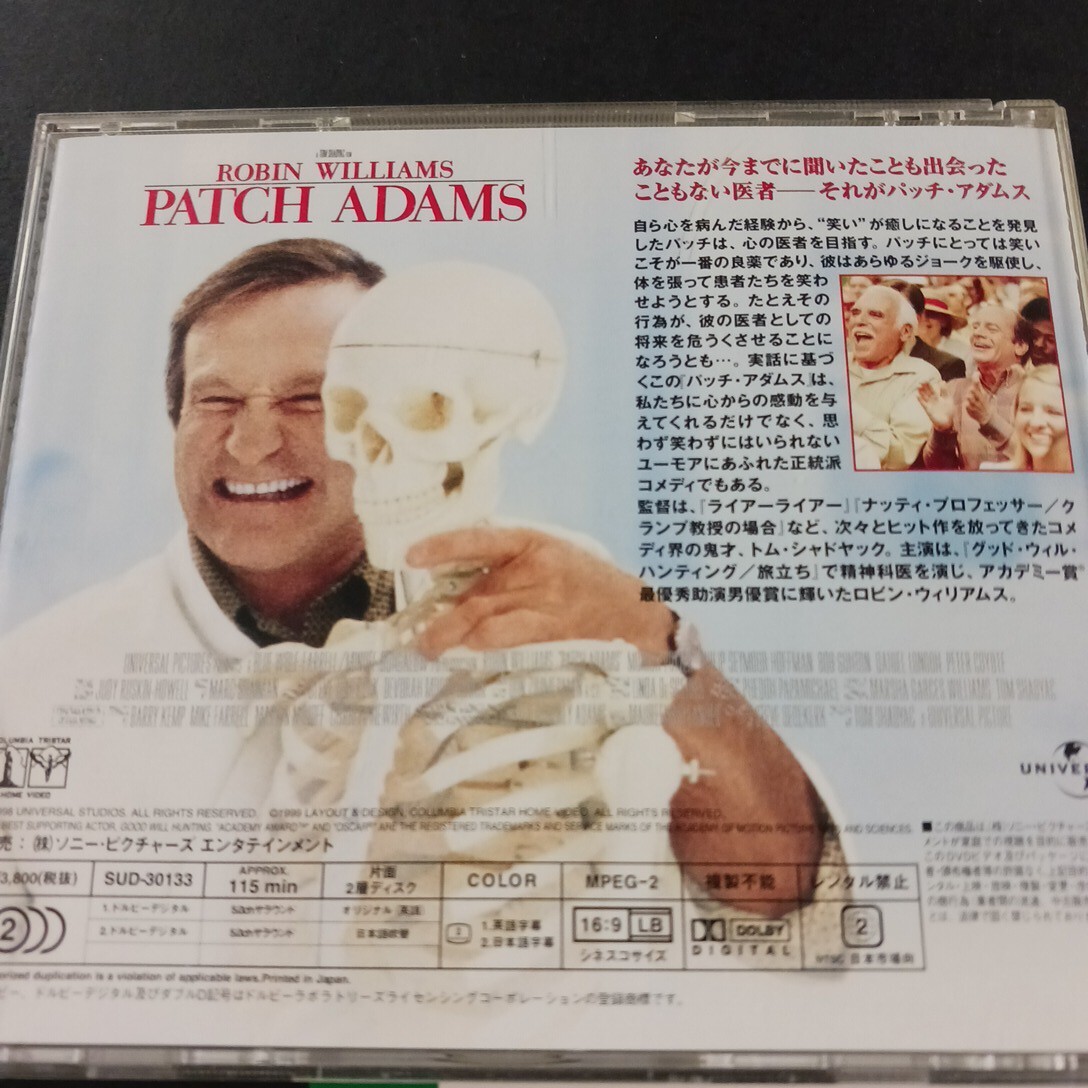 A TOM SHADYAC FILM
ROBIN WILLIAMS
PATCH ADAMS
あなたが今までに聞いたことも出会った
こともない医者——それがパッチ・アダムス
自ら心を病んだ経験から、“笑い”が癒しになることを発見
したパッチは、心の医者を目指す。パッチにとっては笑い
こそが一番の良薬であり、彼はあらゆるジョークを駆使し、
体を張って患者たちを笑わ
せようとする。たとえその
行為が、彼の医者としての
将来を危うくさせることに
なろうとも…。実話に基づ
くこの『パッチ・アダムス』は、
私たちに心からの感動を与
えてくれるだけでなく、思
わず笑わずにはいられない
ユーモアにあふれた正統派
コメディでもある。
監督は、『ライアーライアー』『ナッティ・プロフェッサー／ク
ランプ教授の場合』など、次々とヒット作を放ってきたコメ
ディ界の鬼才、トム・シャドヤック。主演は、『グッド・ウィル・
ハンティング／旅立ち』で精神科医を演じ、アカデミー賞®
最優秀助演男優賞に輝いたロビン・ウィリアムス。
UNIVERSAL PICTURES ROBIN WILLIAMS "PATCH ADAMS" SEYMOUR HOFFMAN BOB GUNTON DANIEL LONDON PETER COYOTE
JUDY RUSKIN HOWELL PHEDON PAPAMICHAEL MARSHA GARCES WILLIAMS TOM SHADYAC
BARRY KEMP MIKE FARRELL STEVE OEDEKERK TOM SHADYAC A UNIVERSAL PICTURE
COLUMBIA TRISTAR
HOME VIDEO
UNIVER
98 UNIVERSAL STUDIOS. ALL RIGHTS RESERVED. ©1999 LAYOUT & DESIGN, COLUMBIA TRISTAR HOME VIDEO. ALL RIGHTS RESERVED.
BEST SUPPORTING ACTOR, GOOD WILL HUNTING "ACADEMY AWARD®" AND "OSCAR®" ARE THE REGISTERED TRADEMARKS AND SERVICE MARKS OF THE ACADEMY OF MOTION PICTURE ARTS AND SCIENCES.
売：(株)ソニー・ピクチャーズ エンタテインメント
3,800(税抜)
SUD-30133
APPROX.
115 min
片面
2層ディスク
COLOR
MPEG-2
複製不能
レンタル禁止
2
1.ドルビーデジタル
5.0chサラウンド
オリジナル(英語)
2.ドルビーデジタル
5.0chサラウンド
日本語吹替
2
1.英語字幕
2.日本語字幕
16:9 LB
シネスコサイズ
DOLBY
DIGITAL
2
NTSC 日本市場向
orized duplication is a violation of applicable laws. Printed in Japan.
ビー、ドルビーデジタル及びダブルD記号はドルビーラボラトリーズライセンシングコーポレーションの登録商標です。
■この商品は、(株)ソニー・ピクチャー